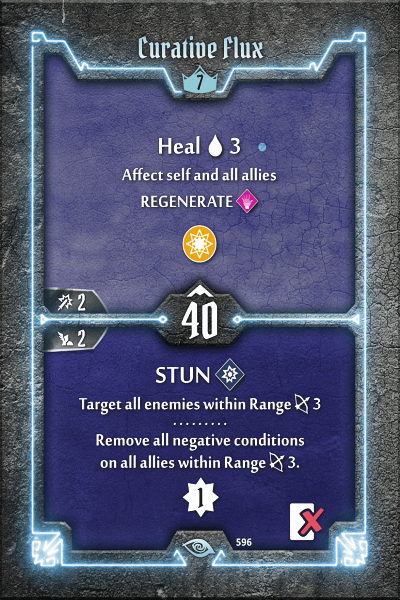 Curative Flux
7
Heal 3
Affect self and all allies
REGENERATE
2
40
2
STUN
Target all enemies within Range 3
Remove all negative conditions
on all allies within Range 3.
1
596